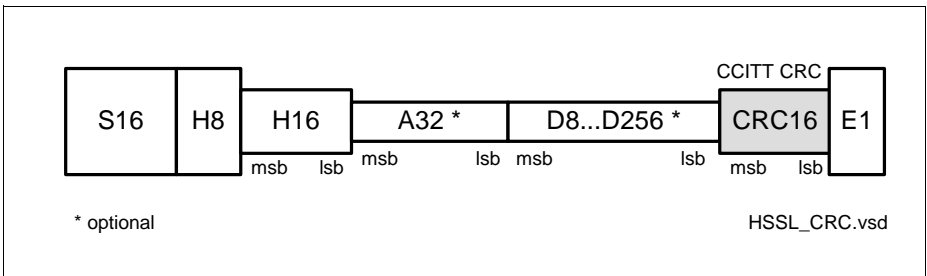 CCITT CRC
S16 H8 H16 A32 * D8...D256 * CRC16 E1
msb lsb msb lsb msb lsb msb lsb
* optional HSSL_CRC.vsd